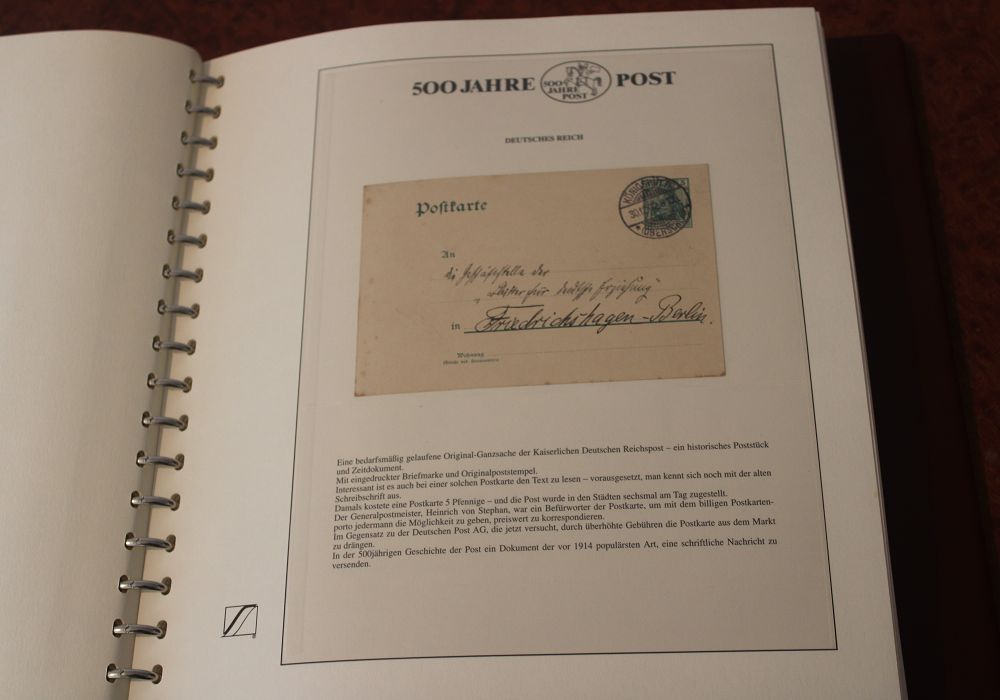 500 JAHRE
500
JAHRE
POST
POST
DEUTSCHES REICH
Postkarte
An
die Geschäftsstelle der
„Blätter für deutsche Erziehung“
in Friedrichshagen-Berlin.
Wohnung
Eine bedarfsmäßig gelaufene Original-Ganzsache der Kaiserlichen Deutschen Reichspost – ein historisches Poststück
und Zeitdokument.
Mit eingedruckter Briefmarke und Originalpoststempel.
Interessant ist es auch bei einer solchen Postkarte den Text zu lesen – vorausgesetzt, man kennt sich noch mit der alten
Schreibschrift aus.
Damals kostete eine Postkarte 5 Pfennige – und die Post wurde in den Städten sechsmal am Tag zugestellt.
Der Generalpostmeister, Heinrich von Stephan, war ein Befürworter der Postkarte, um mit dem billigen Postkarten-
porto jedermann die Möglichkeit zu geben, preiswert zu korrespondieren.
Im Gegensatz zu der Deutschen Post AG, die jetzt versucht, durch überhöhte Gebühren die Postkarte aus dem Markt
zu drängen.
In der 500jährigen Geschichte der Post ein Dokument der vor 1914 populärsten Art, eine schriftliche Nachricht zu
versenden.